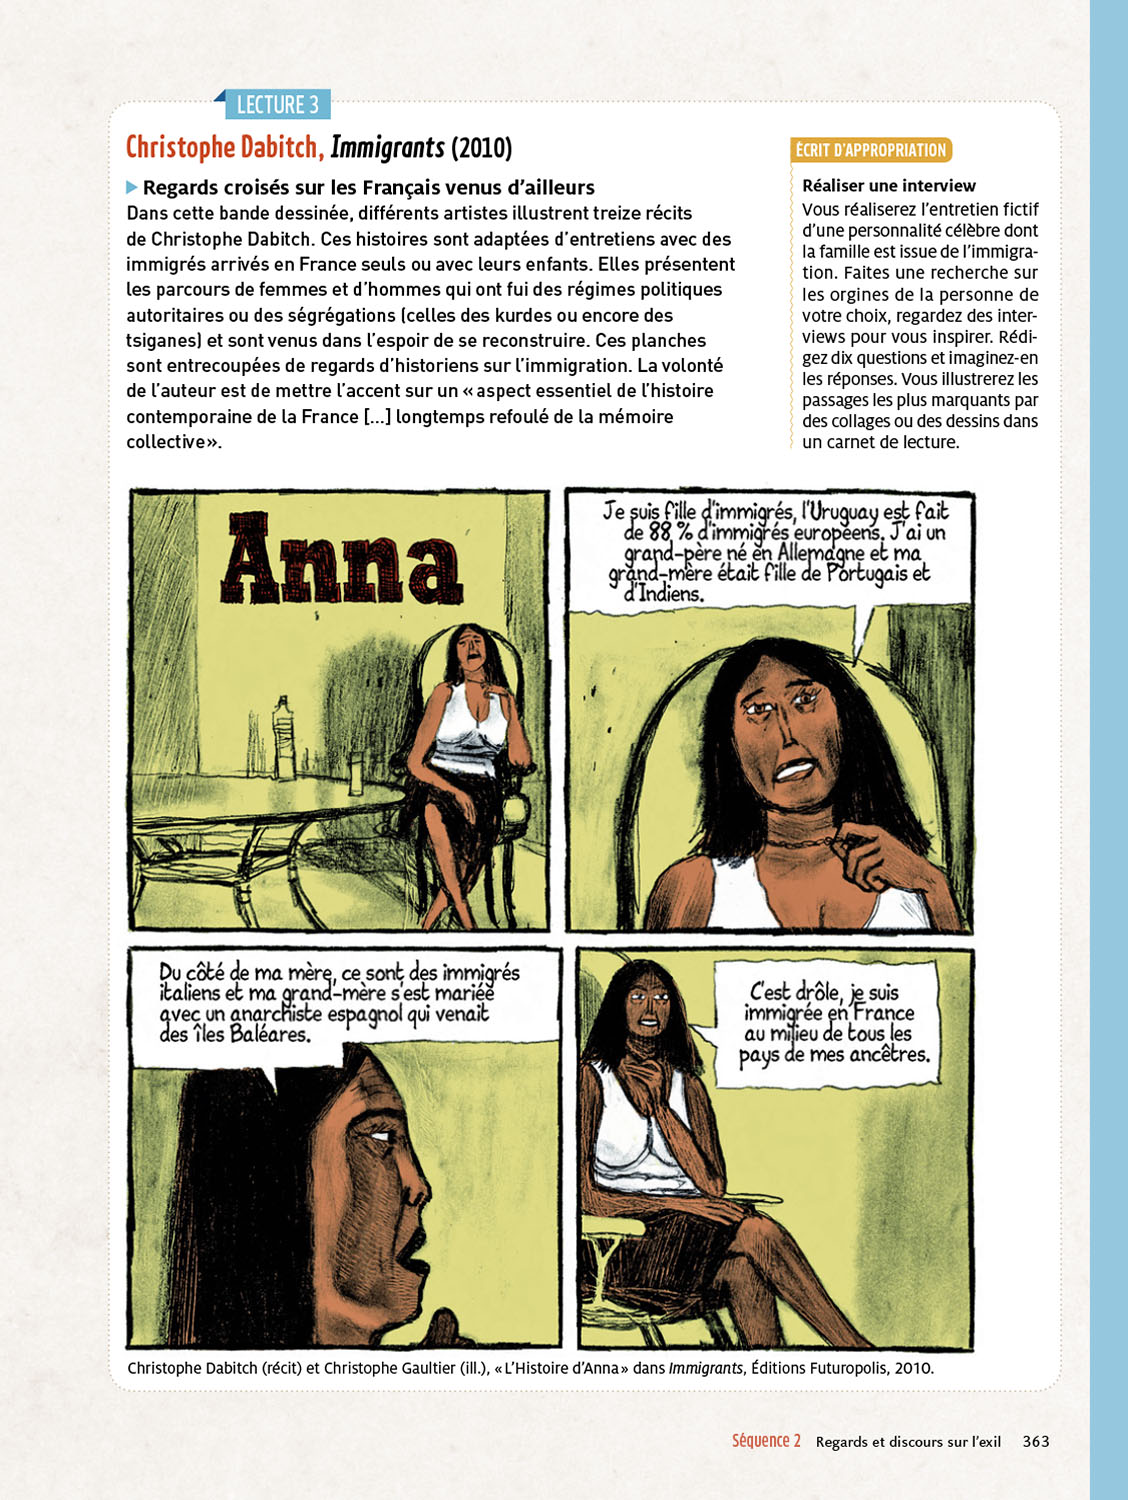 LECTURE 3
Christophe Dabitch, Immigrants (2010)
Regards croisés sur les Français venus d'ailleurs
Dans cette bande dessinée, différents artistes illustrent treize récits
de Christophe Dabitch. Ces histoires sont adaptées d'entretiens avec des
immigrés arrivés en France seuls ou avec leurs enfants. Elles présentent
les parcours de femmes et d'hommes qui ont fui des régimes politiques
autoritaires ou des ségrégations (celles des kurdes ou encore des
tsiganes) et sont venus dans l'espoir de se reconstruire. Ces planches
sont entrecoupées de regards d'historiens sur l'immigration. La volonté
de l'auteur est de mettre l'accent sur un « aspect essentiel de l'histoire
contemporaine de la France [...] longtemps refoulé de la mémoire
collective ».
ÉCRIT D'APPROPRIATION
Réaliser une interview
Vous réaliserez l'entretien fictif
d'une personnalité célèbre dont
la famille est issue de l'immigra-
tion. Faites une recherche sur
les orgines de la personne de
votre choix, regardez des inter-
views pour vous inspirer. Rédi-
gez dix questions et imaginez-en
les réponses. Vous illustrerez les
passages les plus marquants par
des collages ou des dessins dans
un carnet de lecture.
Anna
Je suis fille d'immigrés, l'Uruguay est fait
de 88 % d'immigrés européens. J'ai un
grand-père né en Allemagne et ma
grand-mère était fille de Portugais et
d'Indiens.
Du côté de ma mère, ce sont des immigrés
italiens et ma grand-mère s'est mariée
avec un anarchiste espagnol qui venait
des îles Baléares.
C'est drôle, je suis
immigrée en France
au milieu de tous les
pays de mes ancêtres.
Christophe Dabitch (récit) et Christophe Gaultier (ill.), « L'Histoire d'Anna » dans Immigrants, Éditions Futuropolis, 2010.
Séquence 2 Regards et discours sur l'exil 363